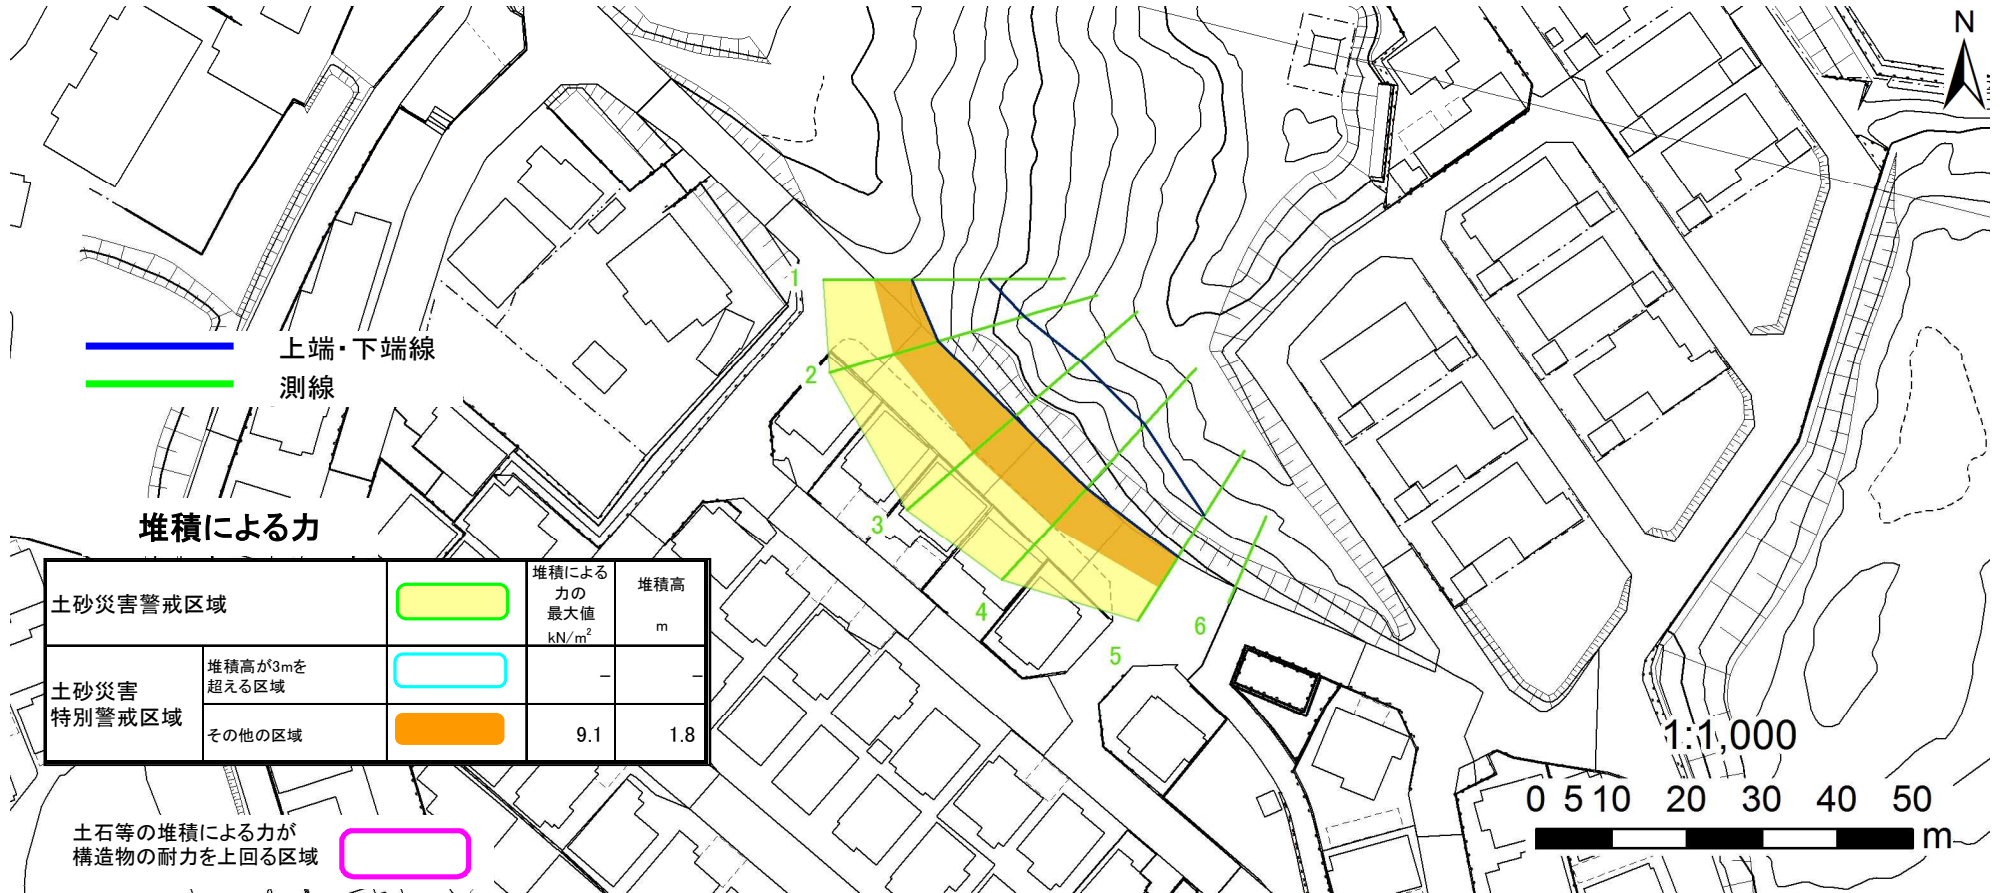 N
1
2
3
4
5
6
上端・下端線
測線
堆積による力
堆積による
力の
最大値
kN/m²
堆積高
m
土砂災害警戒区域
土砂災害
特別警戒区域
堆積高が3mを
超える区域
－
－
その他の区域
9.1
1.8
土石等の堆積による力が
構造物の耐力を上回る区域
1:1,000
0 5 10 20 30 40 50
m